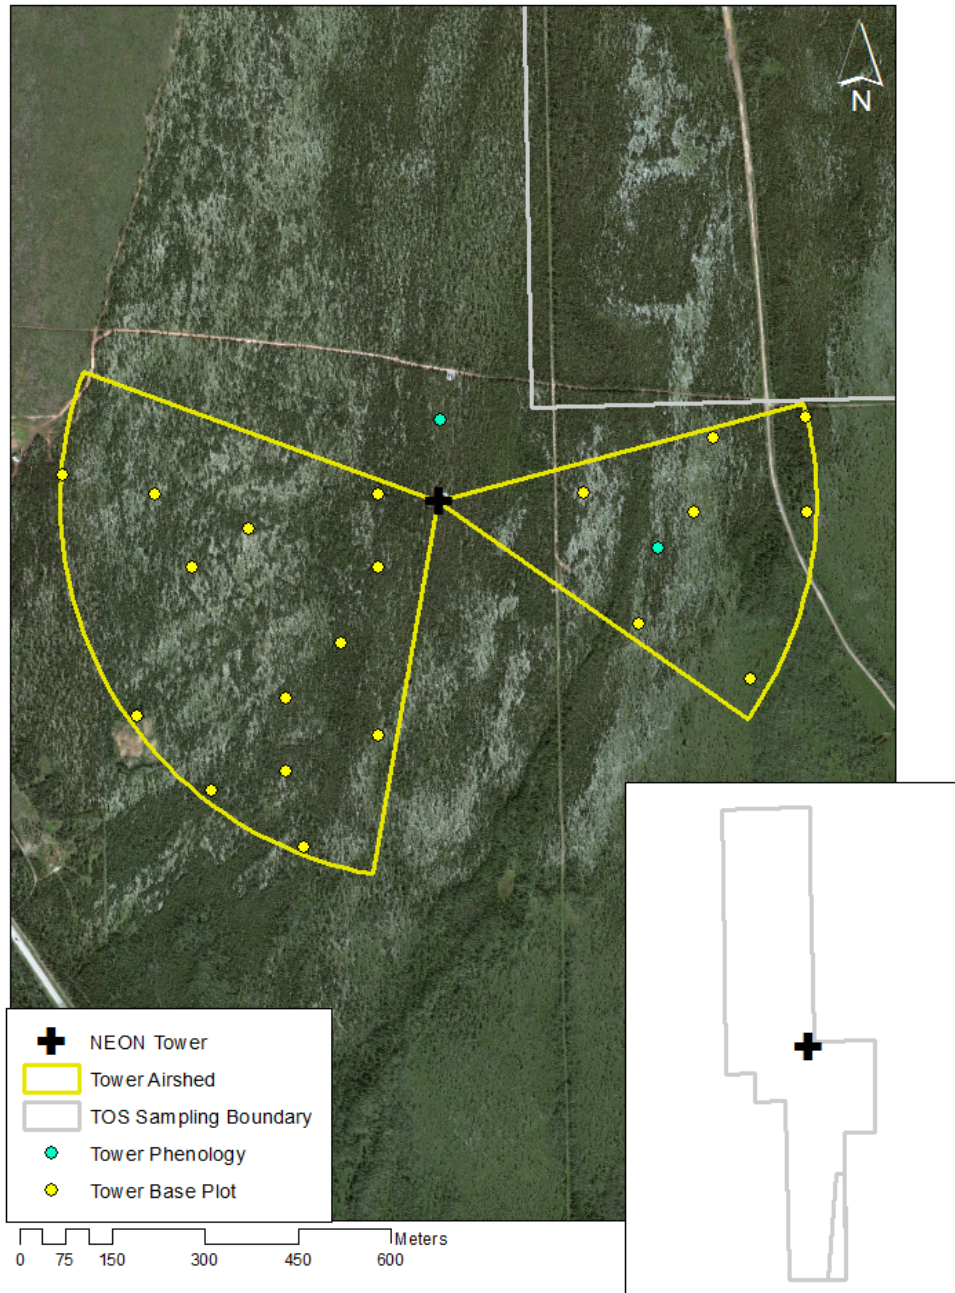 N
NEON Tower
Tower Airshed
TOS Sampling Boundary
Tower Phenology
Tower Base Plot
Meters
0 75 150 300 450 600